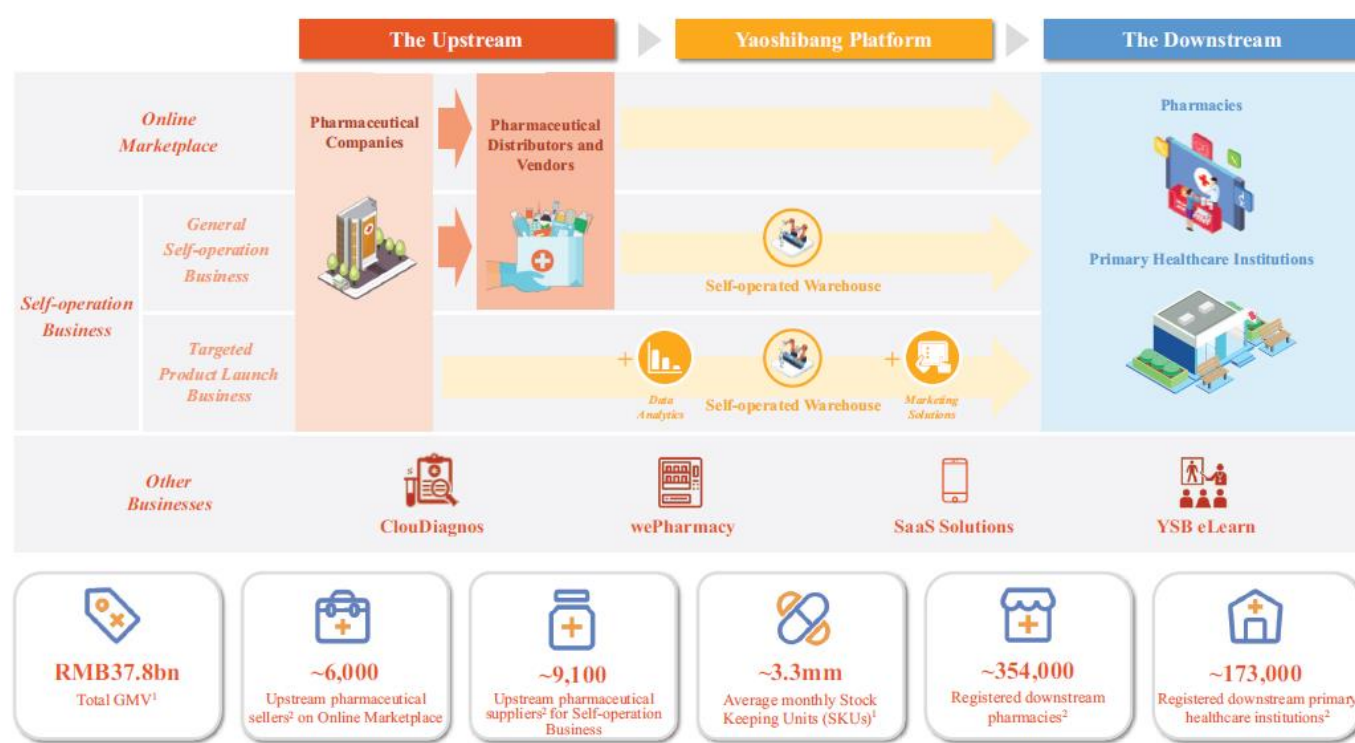 The Upstream
Yaoshibang Platform
The Downstream
Online
Marketplace
Pharmaceutical
Companies
Pharmaceutical
Distributors and
Vendors
Pharmacies
Self-operation
Business
General
Self-operation
Business
Self-operated Warehouse
Primary Healthcare Institutions
Targeted
Product Launch
Business
+
Data
Analytics
Self-operated Warehouse
+
Marketing
Solutions
Other
Businesses
ClouDiagnos
wePharmacy
SaaS Solutions
YSB eLearn
RMB37.8bn
Total GMV¹
~6,000
Upstream pharmaceutical
sellers² on Online Marketplace
~9,100
Upstream pharmaceutical
suppliers² for Self-operation
Business
~3.3mm
Average monthly Stock
Keeping Units (SKUs)¹
~354,000
Registered downstream
pharmacies²
~173,000
Registered downstream primary
healthcare institutions²